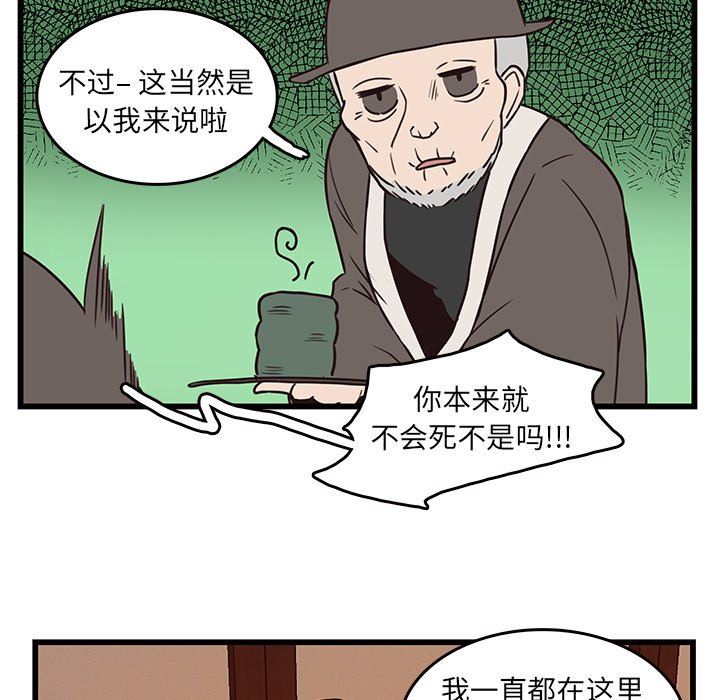 不过– 这当然是
以我来说啦
你本来就
不会死不是吗!!!
我一直都在这里